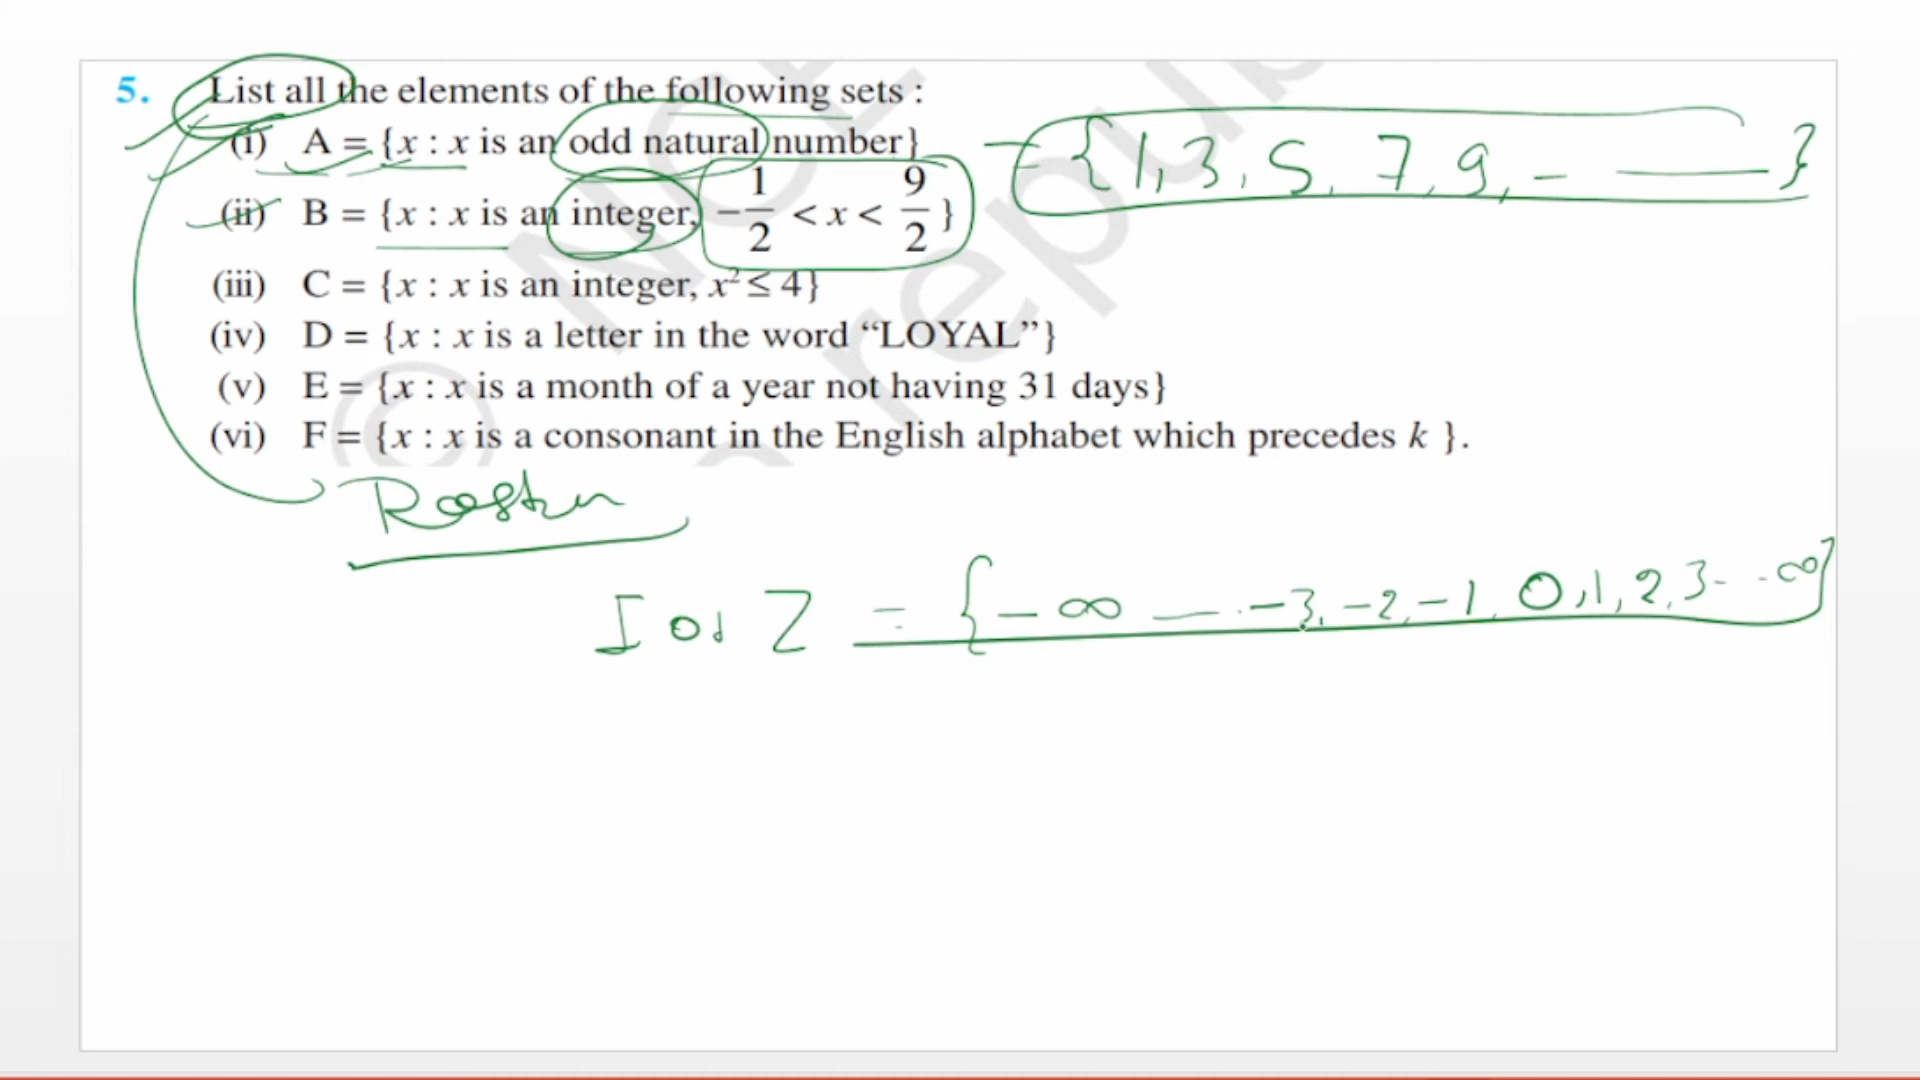 5. List all the elements of the following sets :
(i) A = {x : x is an odd natural number} = {1, 3, 5, 7, 9, - —}
(ii) B = {x : x is an integer, -1/2 < x < 9/2 }
(iii) C = {x : x is an integer, x² ≤ 4}
(iv) D = {x : x is a letter in the word “LOYAL”}
(v) E = {x : x is a month of a year not having 31 days}
(vi) F = {x : x is a consonant in the English alphabet which precedes k }.
Roster
I or Z = {-∞ — . -3, -2, -1, 0, 1, 2, 3 - - ∞}